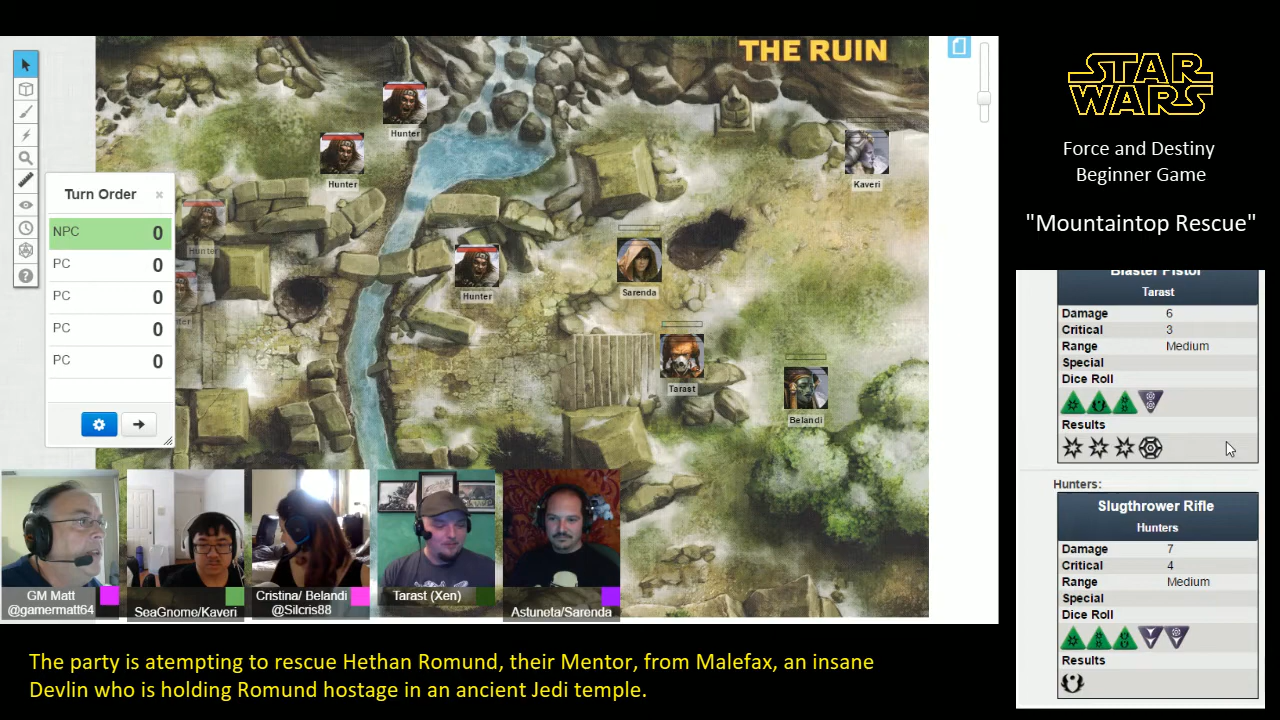 THE RUIN
Hunter
Hunter
Kaveri
Hunter
Hunter
Sarenda
Tarast
Belandi
Turn Order ×
NPC 0
PC 0
PC 0
PC 0
PC 0
GM Matt
@gamermatt64
SeaGnome/Kaveri
Cristina/ Belandi
@Silcris88
Tarast (Xen)
Astuneta/Sarenda
The party is atempting to rescue Hethan Romund, their Mentor, from Malefax, an insane
Devlin who is holding Romund hostage in an ancient Jedi temple.
STAR
WARS
Force and Destiny
Beginner Game
"Mountaintop Rescue"
Blaster Pistol
Tarast
Damage 6
Critical 3
Range Medium
Special
Dice Roll
Results
Hunters:
Slugthrower Rifle
Hunters
Damage 7
Critical 4
Range Medium
Special
Dice Roll
Results